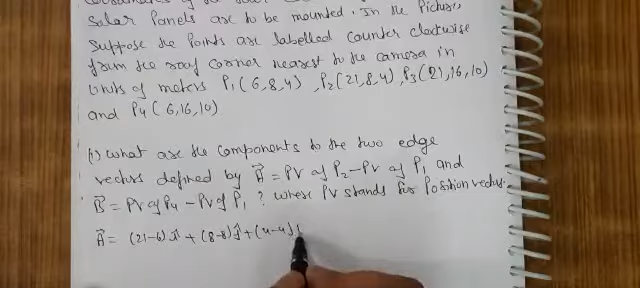 Coordinates of the
Solar Panels are to be mounted. In the Picture,
Suppose the Points are labelled Counter Clockwise
from the roof corner nearest to the camera in
Units of meters P₁(6,8,4), P₂(21,8,4), P₃(21,16,10)
and P₄(6,16,10)
(i) What are the Components to the two edge
vectors defined by A⃗ = PV of P₂ – PV of P₁ and
B⃗ = PV of P₄ – PV of P₁ ? where PV stands for Position vector.
A⃗ = (21–6)î + (8–8)ĵ + (4–4)